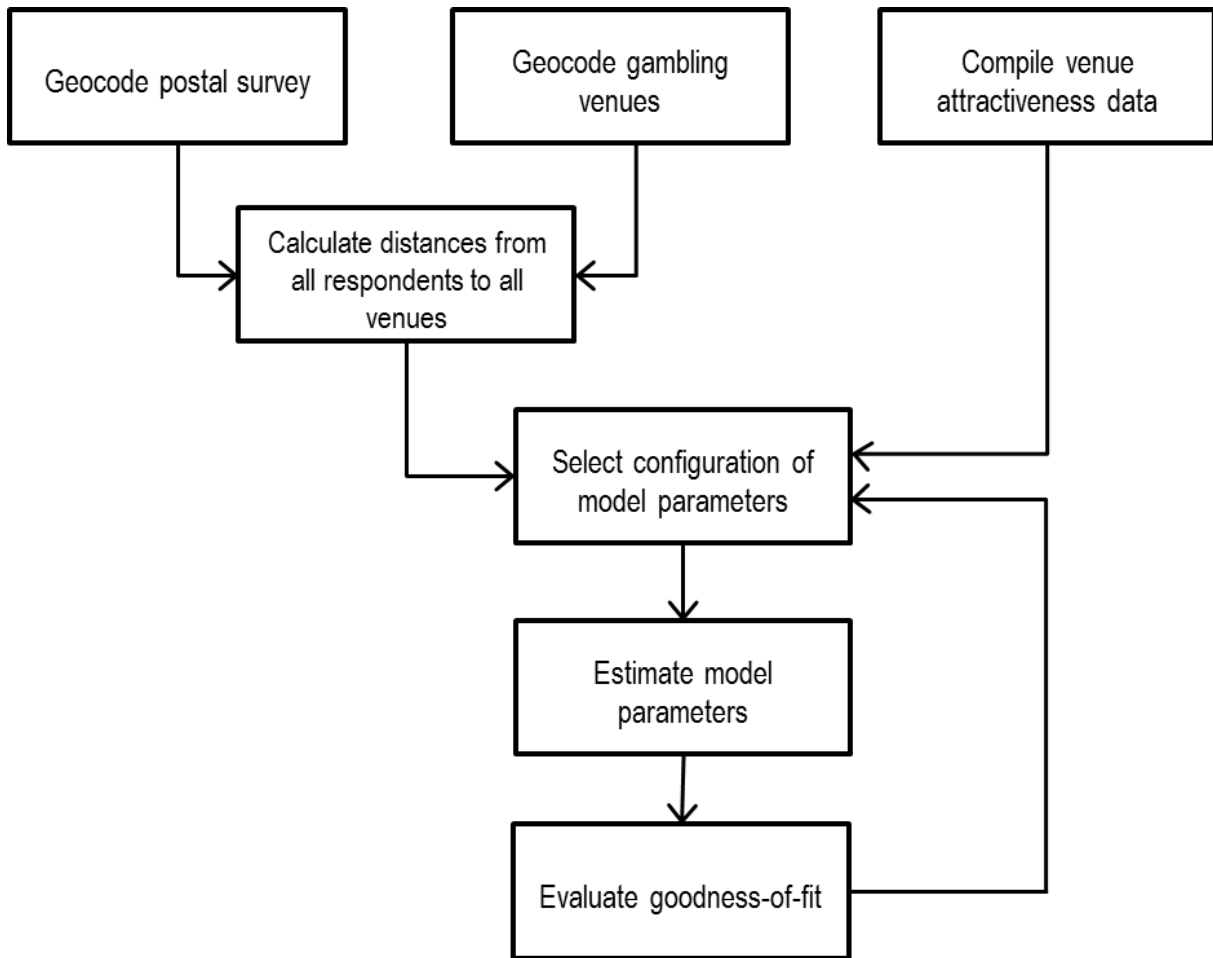 Geocode postal survey
Geocode gambling
venues
Compile venue
attractiveness data
Calculate distances from
all respondents to all
venues
Select configuration of
model parameters
Estimate model
parameters
Evaluate goodness-of-fit